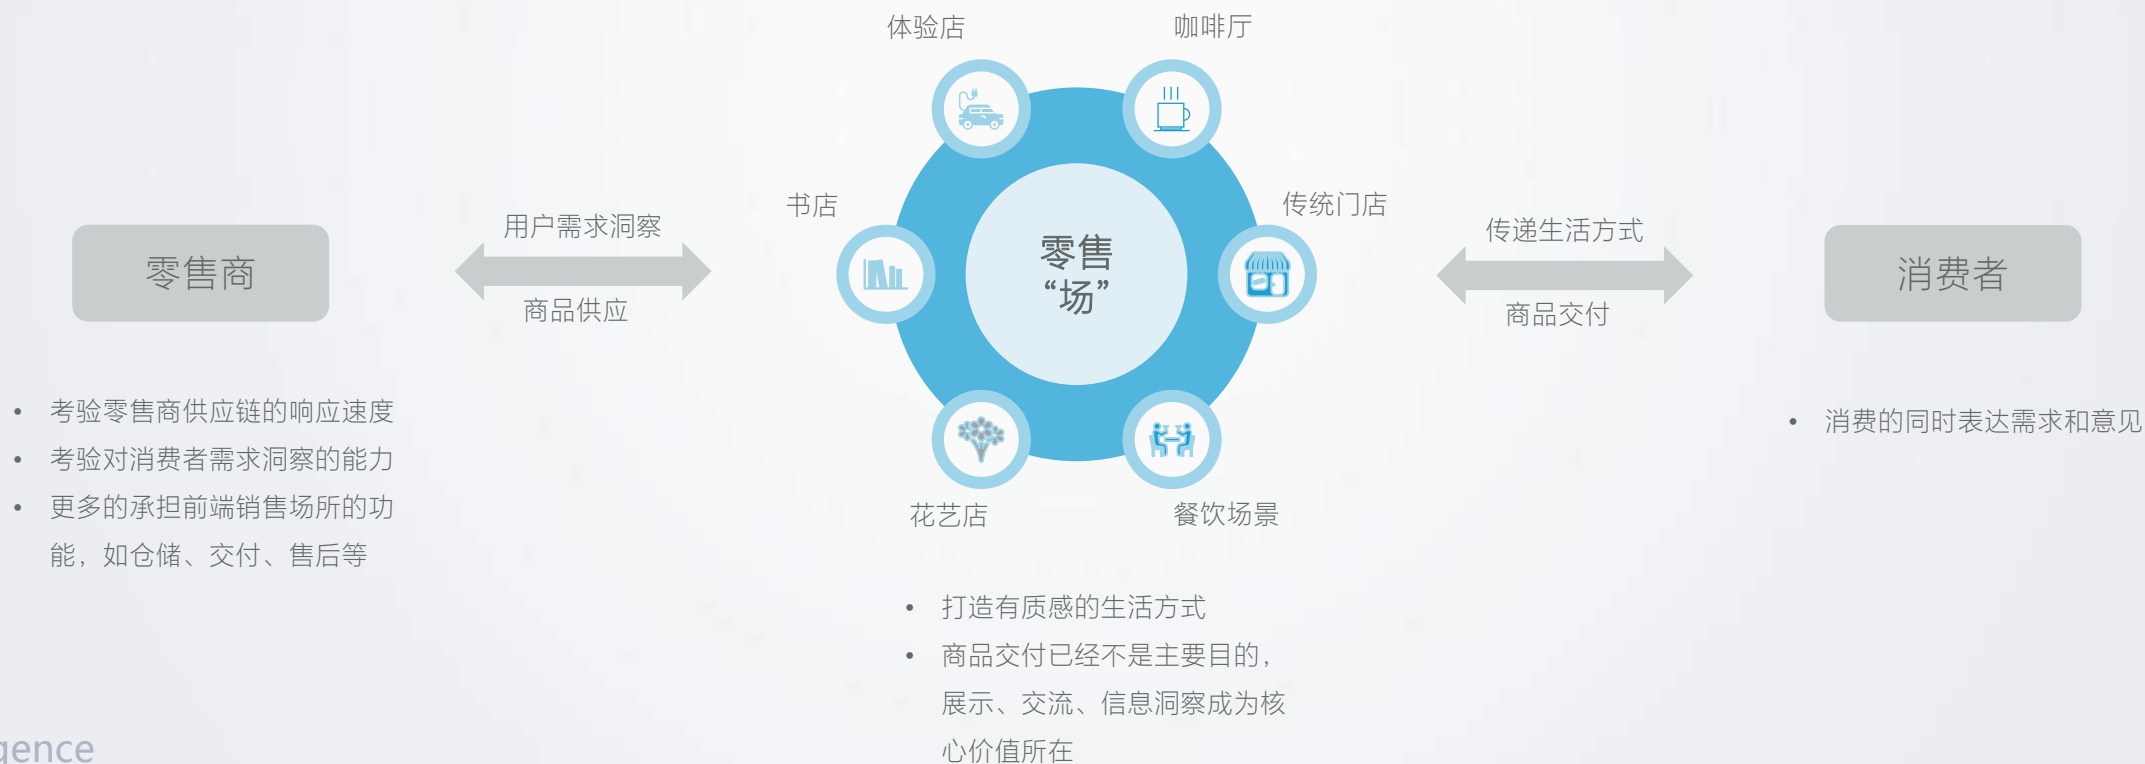 体验店
咖啡厅
书店
传统门店
零售
“场”
花艺店
餐饮场景
零售商
用户需求洞察
商品供应
传递生活方式
商品交付
消费者
• 考验零售商供应链的响应速度
• 考验对消费者需求洞察的能力
• 更多的承担前端销售场所的功
能，如仓储、交付、售后等
• 打造有质感的生活方式
• 商品交付已经不是主要目的，
展示、交流、信息洞察成为核
心价值所在
• 消费的同时表达需求和意见
gence